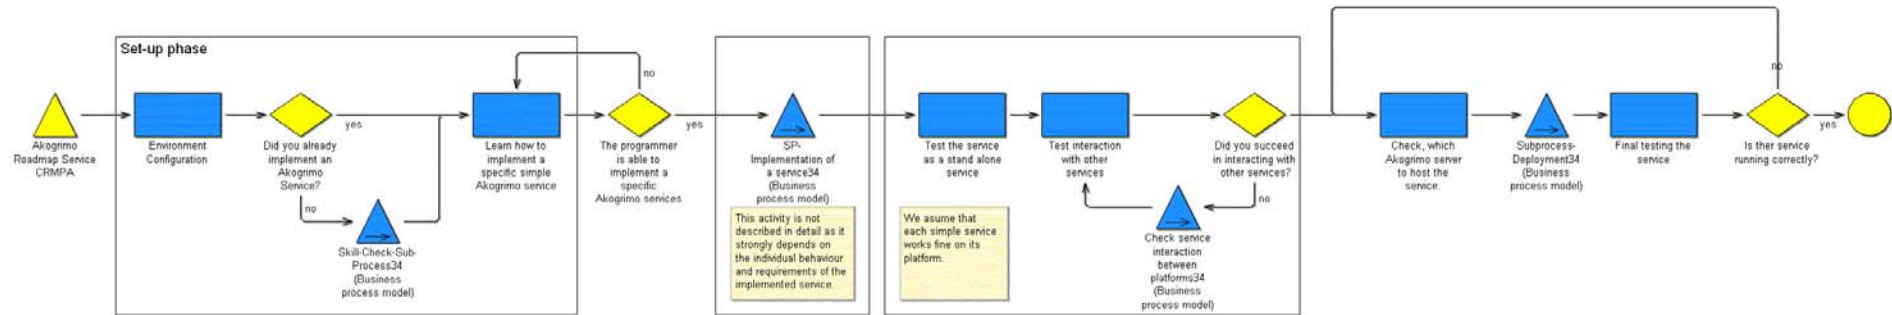 Set-up phase
no
no
yes
yes
yes
Akogrimo
Roadmap Service
CRMPA
Environment
Configuration
Did you already
implement an
Akogrimo
Service?
no
Skill-Check-Sub-
Process34
(Business
process model)
Learn how to
implement a
specific simple
Akogrimo service
The programmer
is able to
implement a
specific
Akogrimo services
SP-
Implementation of
a service34
(Business
process model)
This activity is not
described in detail as it
strongly depends on
the individual behaviour
and requirements of the
implemented service.
Test the service
as a stand alone
service
We asume that
each simple service
works fine on its
platform.
Test interaction
with other
services
Did you succeed
in interacting with
other services?
no
Check service
interaction
between
platforms34
(Business
process model)
Check, which
Akogrimo server
to host the
service.
Subprocess-
Deployment34
(Business
process model)
Final testing the
service
Is ther service
running correctly?